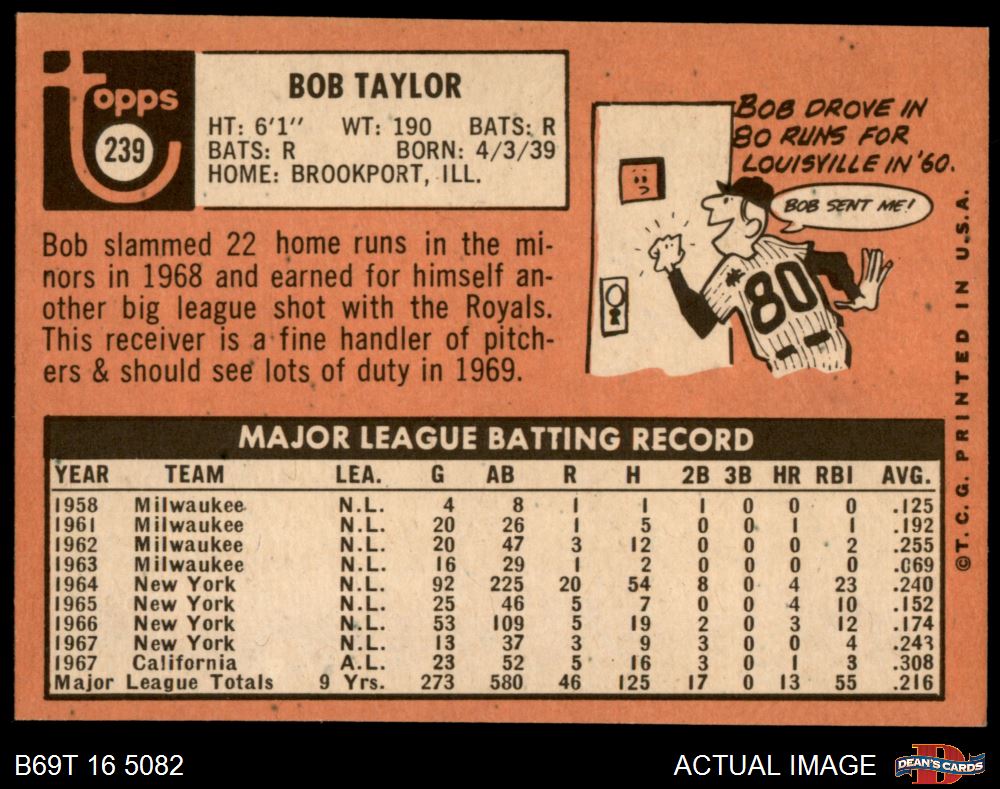 Topps
239
BOB TAYLOR
HT: 6'1" WT: 190 BATS: R
BATS: R BORN: 4/3/39
HOME: BROOKPORT, ILL.
BOB DROVE IN
80 RUNS FOR
LOUISVILLE IN '60.
BOB SENT ME!
80
Bob slammed 22 home runs in the mi-
nors in 1968 and earned for himself an-
other big league shot with the Royals.
This receiver is a fine handler of pitch-
ers & should see lots of duty in 1969.
©T.C.G. PRINTED IN U.S.A.
MAJOR LEAGUE BATTING RECORD
YEAR TEAM LEA. G AB R H 2B 3B HR RBI AVG.
1958 Milwaukee N.L. 4 8 1 1 1 0 0 0 .125
1961 Milwaukee N.L. 20 26 1 5 0 0 1 1 .192
1962 Milwaukee N.L. 20 47 3 12 0 0 0 2 .255
1963 Milwaukee N.L. 16 29 1 2 0 0 0 0 .069
1964 New York N.L. 92 225 20 54 8 0 4 23 .240
1965 New York N.L. 25 46 5 7 0 0 4 10 .152
1966 New York N.L. 53 109 5 19 2 0 3 12 .174
1967 New York N.L. 13 37 3 9 3 0 0 4 .243
1967 California A.L. 23 52 5 16 3 0 1 3 .308
Major League Totals 9 Yrs. 273 580 46 125 17 0 13 55 .216
B69T 16 5082
ACTUAL IMAGE
D
DEAN'S CARDS